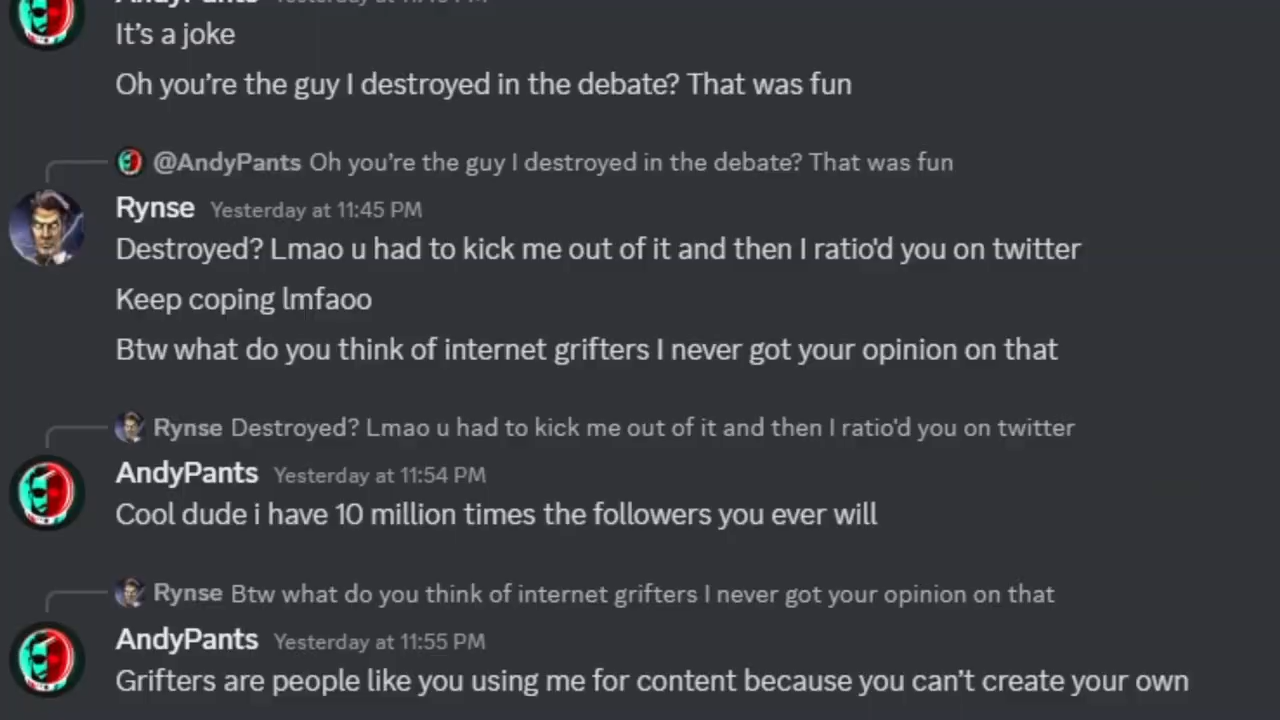 AndyPants Yesterday at
It's a joke
Oh you're the guy I destroyed in the debate? That was fun
@AndyPants Oh you're the guy I destroyed in the debate? That was fun
Rynse Yesterday at 11:45 PM
Destroyed? Lmao u had to kick me out of it and then I ratio'd you on twitter
Keep coping lmfaoo
Btw what do you think of internet grifters I never got your opinion on that
Rynse Destroyed? Lmao u had to kick me out of it and then I ratio'd you on twitter
AndyPants Yesterday at 11:54 PM
Cool dude i have 10 million times the followers you ever will
Rynse Btw what do you think of internet grifters I never got your opinion on that
AndyPants Yesterday at 11:55 PM
Grifters are people like you using me for content because you can't create your own